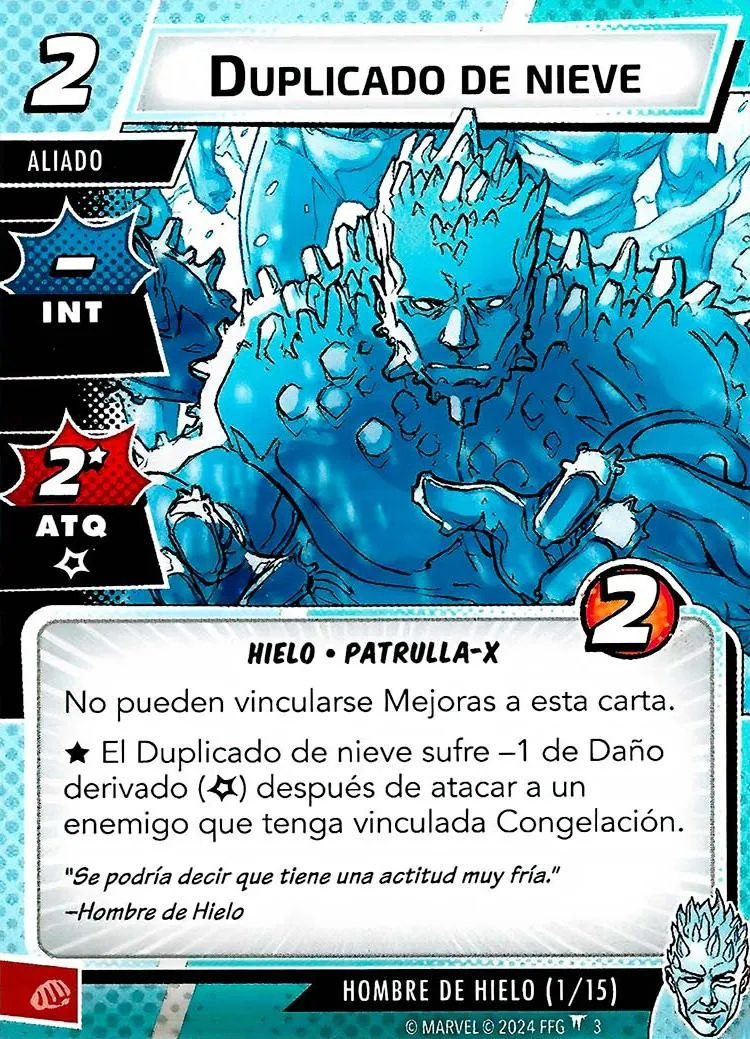 2
DUPLICADO DE NIEVE
ALIADO
–
INT
2
ATQ
2
HIELO • PATRULLA-X
No pueden vincularse Mejoras a esta carta.
★ El Duplicado de nieve sufre –1 de Daño
derivado () después de atacar a un
enemigo que tenga vinculada Congelación.
"Se podría decir que tiene una actitud muy fría."
–Hombre de Hielo
HOMBRE DE HIELO (1/15)
© MARVEL © 2024 FFG 3